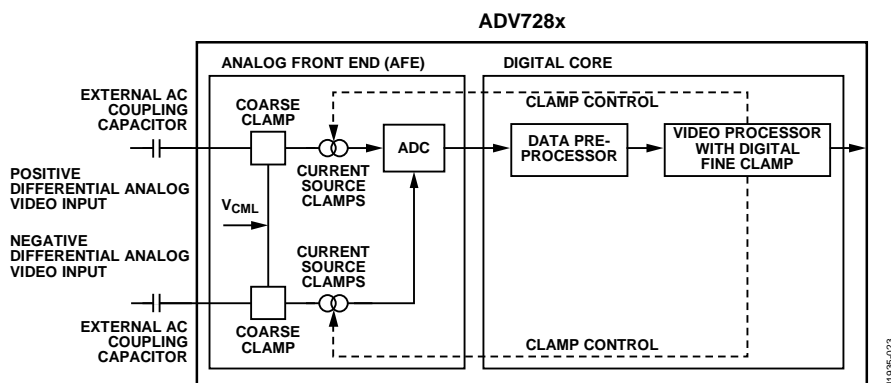 ADV728x
ANALOG FRONT END (AFE)
DIGITAL CORE
EXTERNAL AC
COUPLING
CAPACITOR
COARSE
CLAMP
CLAMP CONTROL
ADC
DATA PRE-
PROCESSOR
VIDEO PROCESSOR
WITH DIGITAL
FINE CLAMP
CURRENT
SOURCE
CLAMPS
POSITIVE
DIFFERENTIAL ANALOG
VIDEO INPUT
VCML
NEGATIVE
DIFFERENTIAL ANALOG
VIDEO INPUT
CURRENT
SOURCE
CLAMPS
EXTERNAL AC
COUPLING
CAPACITOR
COARSE
CLAMP
CLAMP CONTROL